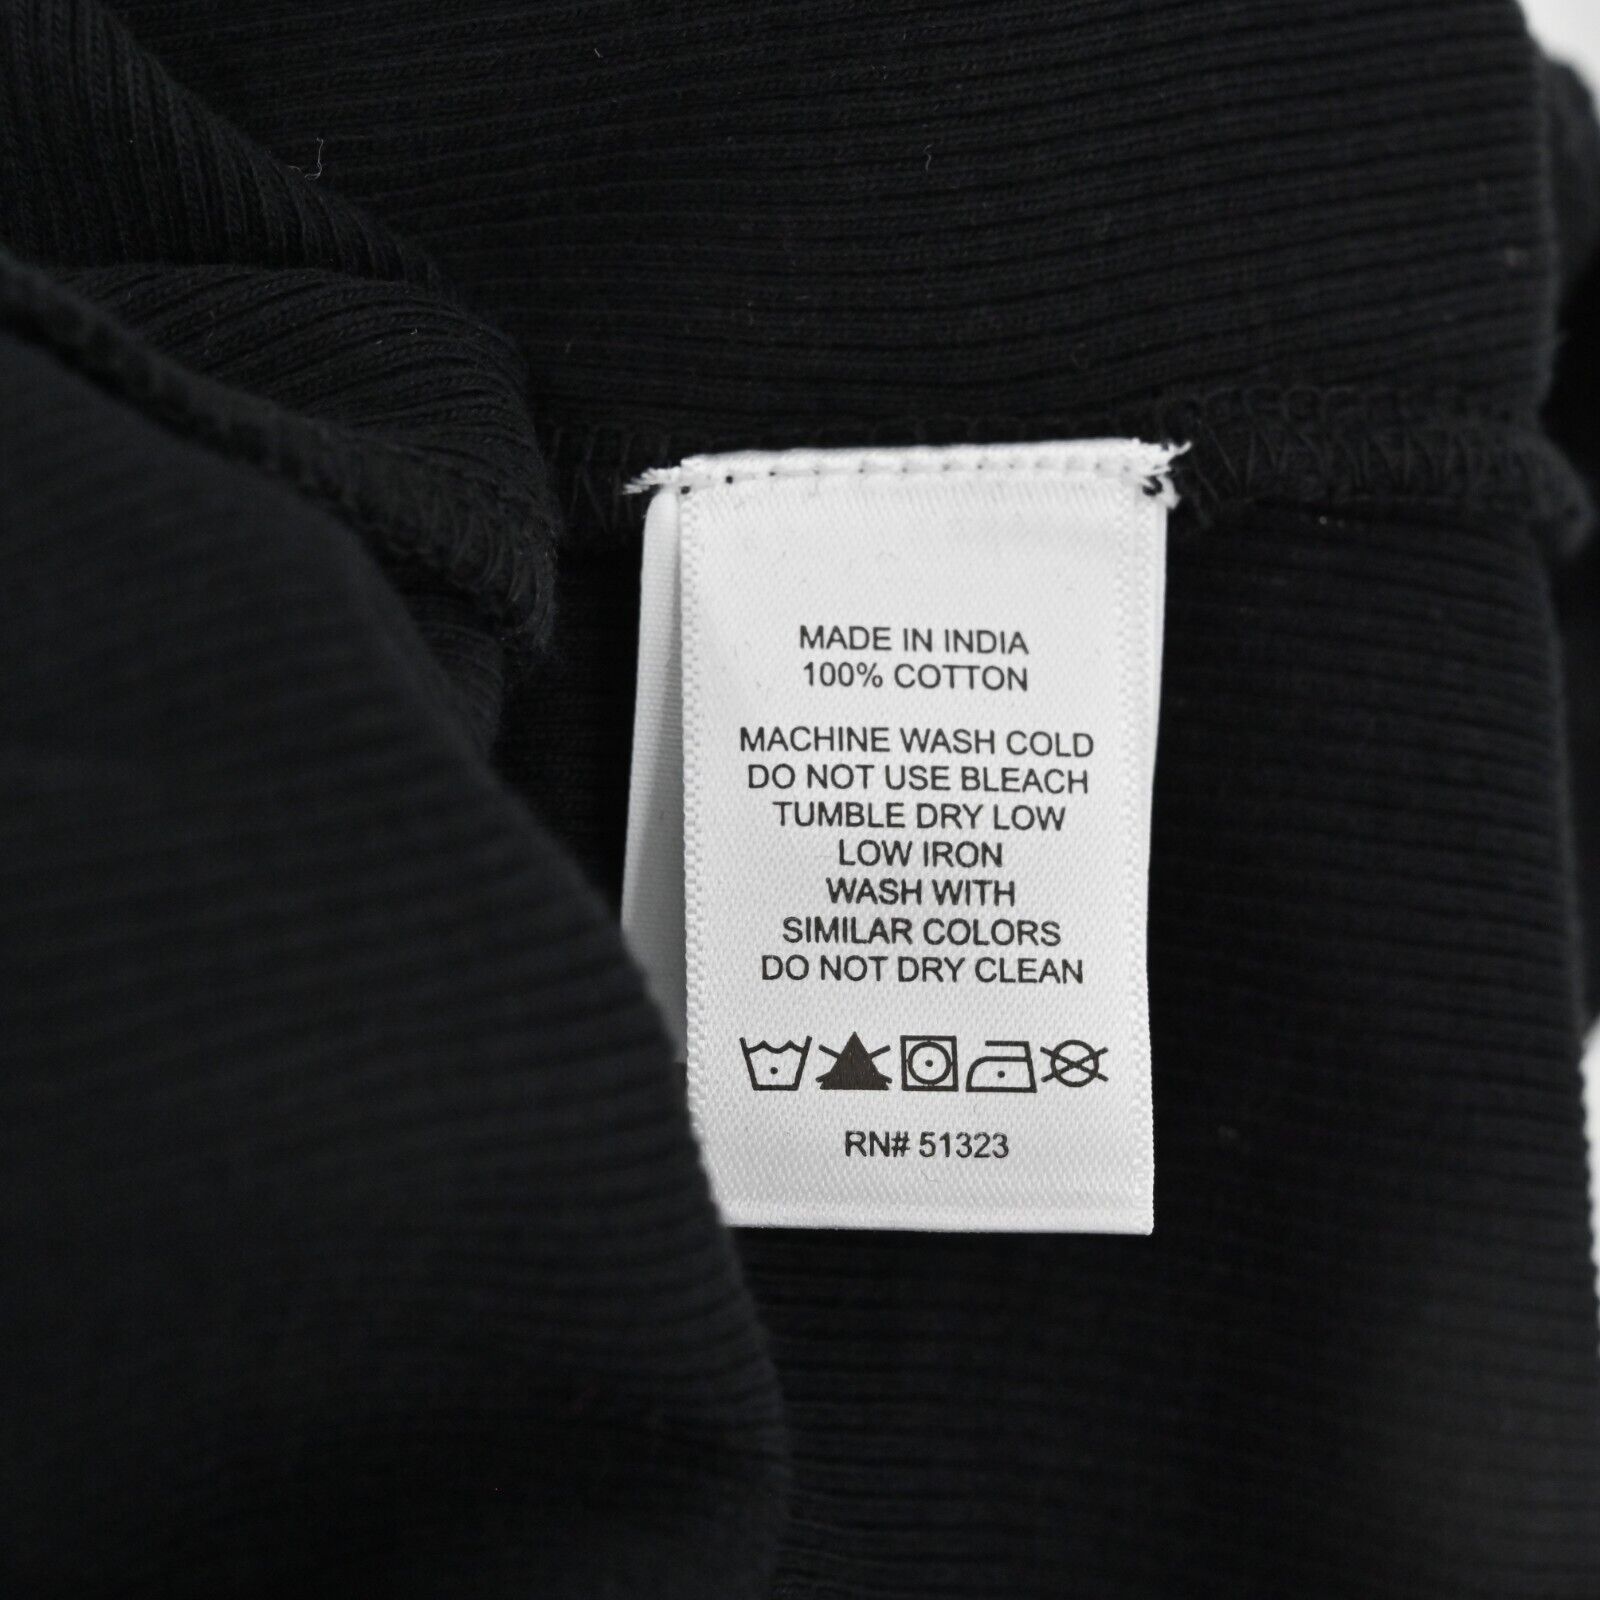 MADE IN INDIA
100% COTTON
MACHINE WASH COLD
DO NOT USE BLEACH
TUMBLE DRY LOW
LOW IRON
WASH WITH
SIMILAR COLORS
DO NOT DRY CLEAN
RN# 51323